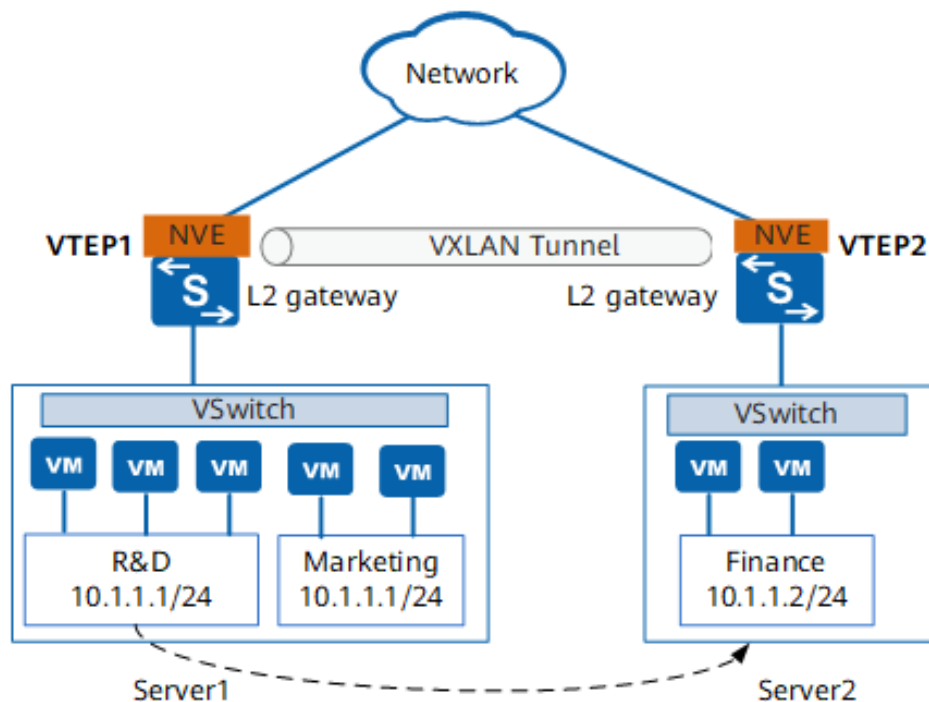 Network
VTEP1
NVE
VXLAN Tunnel
NVE
VTEP2
S
L2 gateway
L2 gateway
S
VSwitch
VSwitch
VM
VM
VM
VM
VM
VM
VM
R&D
10.1.1.1/24
Marketing
10.1.1.1/24
Finance
10.1.1.2/24
Server1
Server2